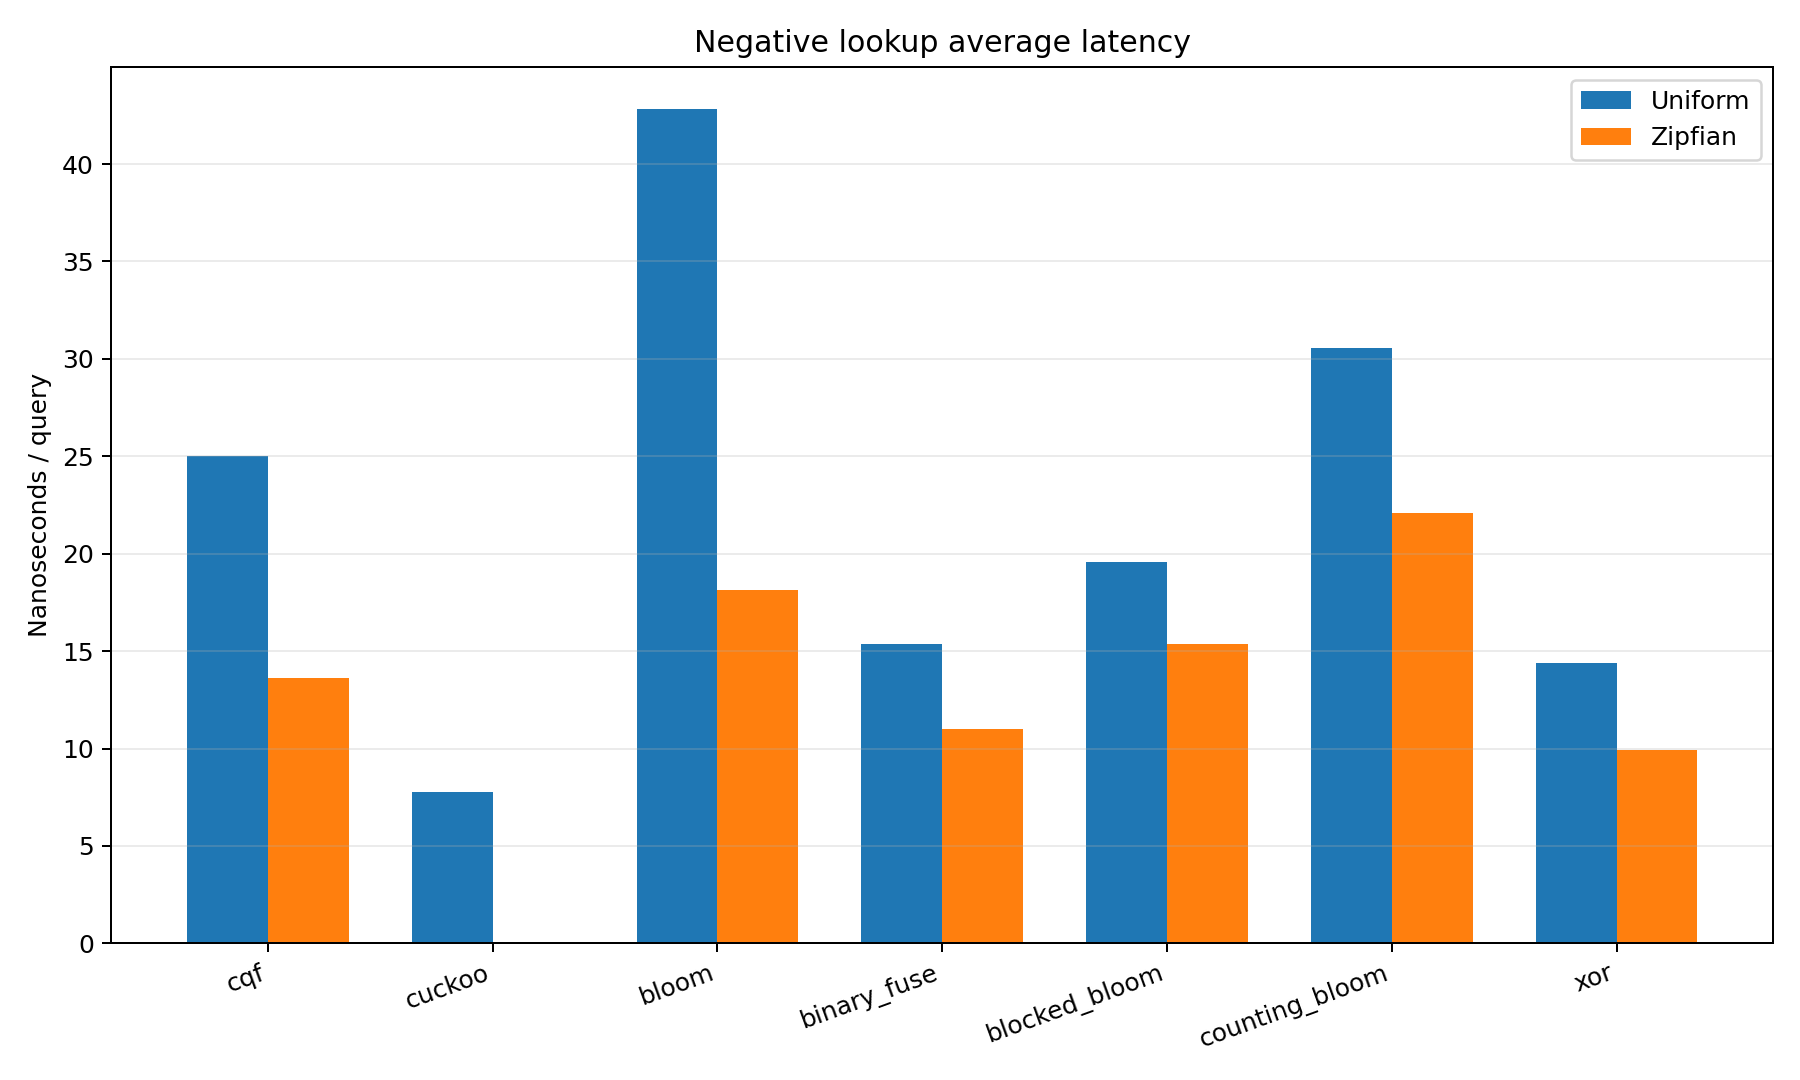 Negative lookup average latency
Uniform
Zipfian
40
35
30
25
20
15
10
5
0
Nanoseconds / query
cqf
cuckoo
bloom
binary_fuse
blocked_bloom
counting_bloom
xor